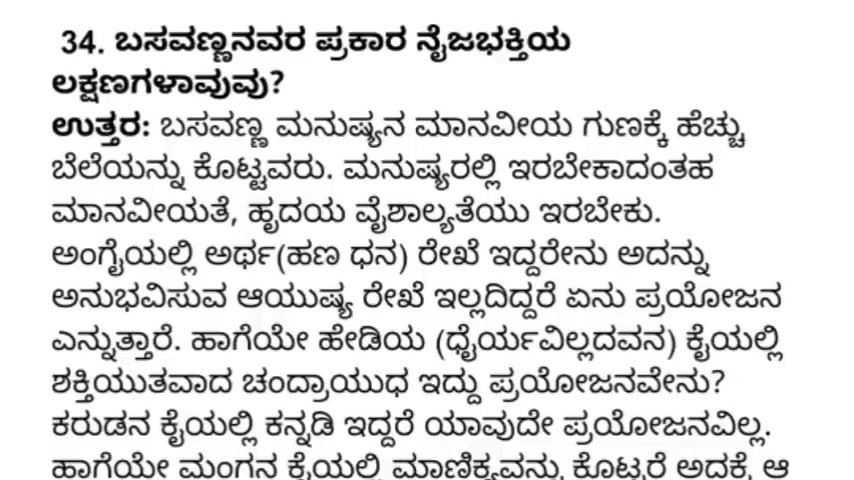 34. ಬಸವಣ್ಣನವರ ಪ್ರಕಾರ ನೈಜಭಕ್ತಿಯ
ಲಕ್ಷಣಗಳಾವುವು?
ಉತ್ತರ: ಬಸವಣ್ಣ ಮನುಷ್ಯನ ಮಾನವೀಯ ಗುಣಕ್ಕೆ ಹೆಚ್ಚು
ಬೆಲೆಯನ್ನು ಕೊಟ್ಟವರು. ಮನುಷ್ಯರಲ್ಲಿ ಇರಬೇಕಾದಂತಹ
ಮಾನವೀಯತೆ, ಹೃದಯ ವೈಶಾಲ್ಯತೆಯು ಇರಬೇಕು.
ಅಂಗೈಯಲ್ಲಿ ಅರ್ಥ(ಹಣ ಧನ) ರೇಖೆ ಇದ್ದರೇನು ಅದನ್ನು
ಅನುಭವಿಸುವ ಆಯುಷ್ಯ ರೇಖೆ ಇಲ್ಲದಿದ್ದರೆ ಏನು ಪ್ರಯೋಜನ
ಎನ್ನುತ್ತಾರೆ. ಹಾಗೆಯೇ ಹೇಡಿಯ (ಧೈರ್ಯವಿಲ್ಲದವನ) ಕೈಯಲ್ಲಿ
ಶಕ್ತಿಯುತವಾದ ಚಂದ್ರಾಯುಧ ಇದ್ದು ಪ್ರಯೋಜನವೇನು?
ಕರುಡನ ಕೈಯಲ್ಲಿ ಕನ್ನಡಿ ಇದ್ದರೆ ಯಾವುದೇ ಪ್ರಯೋಜನವಿಲ್ಲ.
ಹಾಗೆಯೇ ಮಂಗನ ಕೈಯಲ್ಲಿ ಮಾಣಿಕ್ಯವನ್ನು ಕೊಟ್ಟರೆ ಅದಕ್ಕೆ ಆ